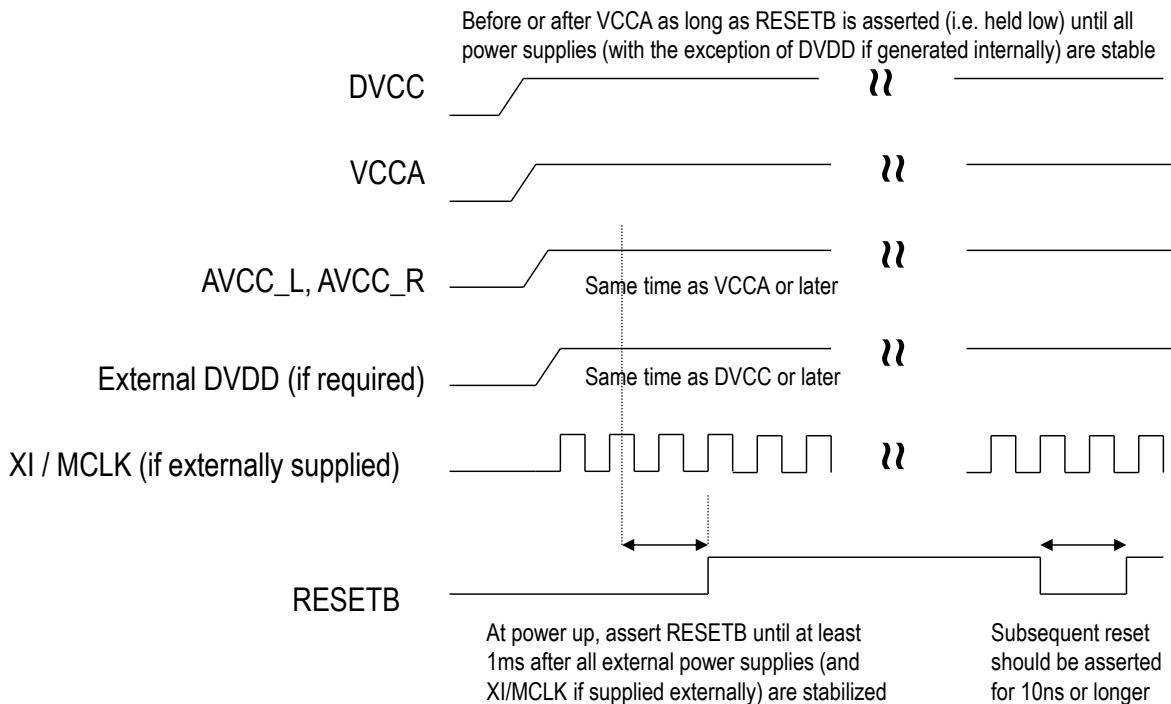 Before or after VCCA as long as RESETB is asserted (i.e. held low) until all
power supplies (with the exception of DVDD if generated internally) are stable
DVCC
VCCA
AVCC_L, AVCC_R
Same time as VCCA or later
External DVDD (if required)
Same time as DVCC or later
XI / MCLK (if externally supplied)
RESETB
At power up, assert RESETB until at least
1ms after all external power supplies (and
XI/MCLK if supplied externally) are stabilized
Subsequent reset
should be asserted
for 10ns or longer